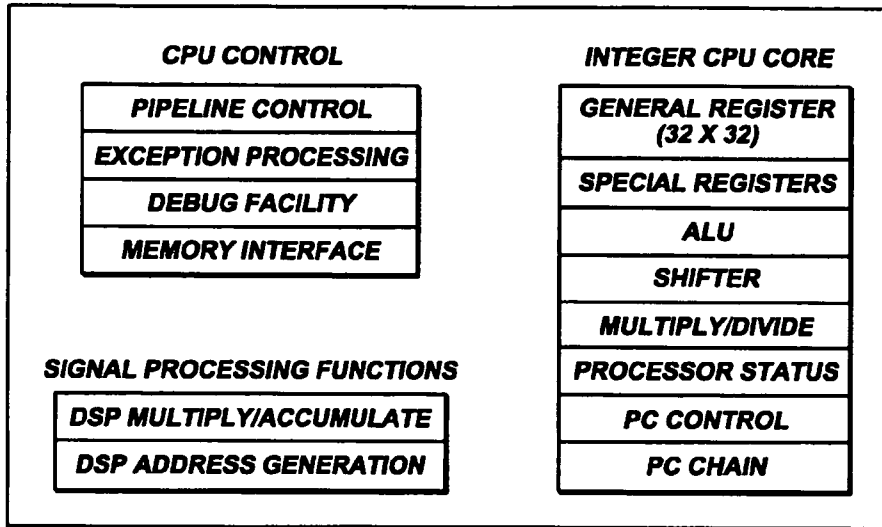 CPU CONTROL
PIPELINE CONTROL
EXCEPTION PROCESSING
DEBUG FACILITY
MEMORY INTERFACE
SIGNAL PROCESSING FUNCTIONS
DSP MULTIPLY/ACCUMULATE
DSP ADDRESS GENERATION
INTEGER CPU CORE
GENERAL REGISTER
(32 X 32)
SPECIAL REGISTERS
ALU
SHIFTER
MULTIPLY/DIVIDE
PROCESSOR STATUS
PC CONTROL
PC CHAIN